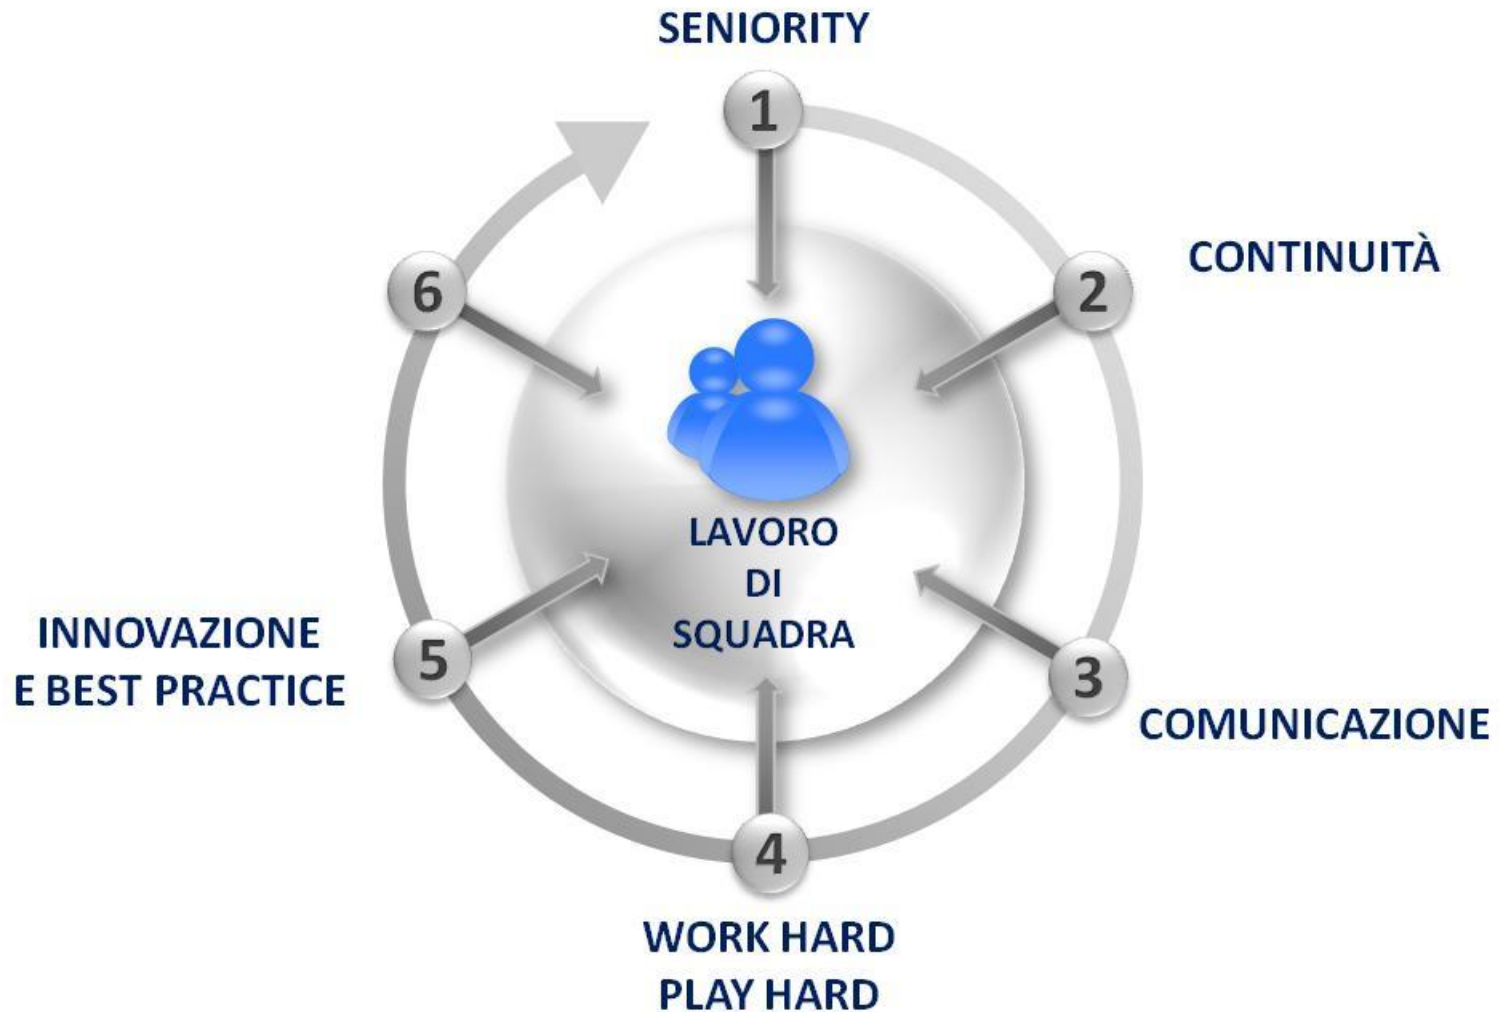 SENIORITY
1
CONTINUITÀ
2
6
LAVORO
DI
SQUADRA
INNOVAZIONE
E BEST PRACTICE
5
3
COMUNICAZIONE
4
WORK HARD
PLAY HARD